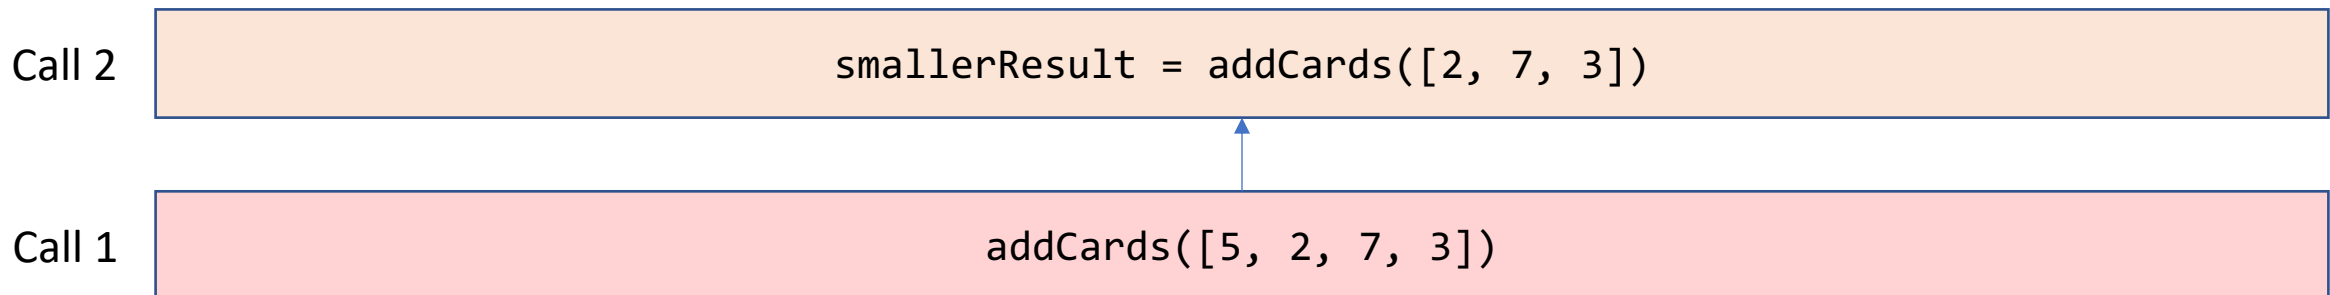 Call 2
smallerResult = addCards([2, 7, 3])
Call 1
addCards([5, 2, 7, 3])